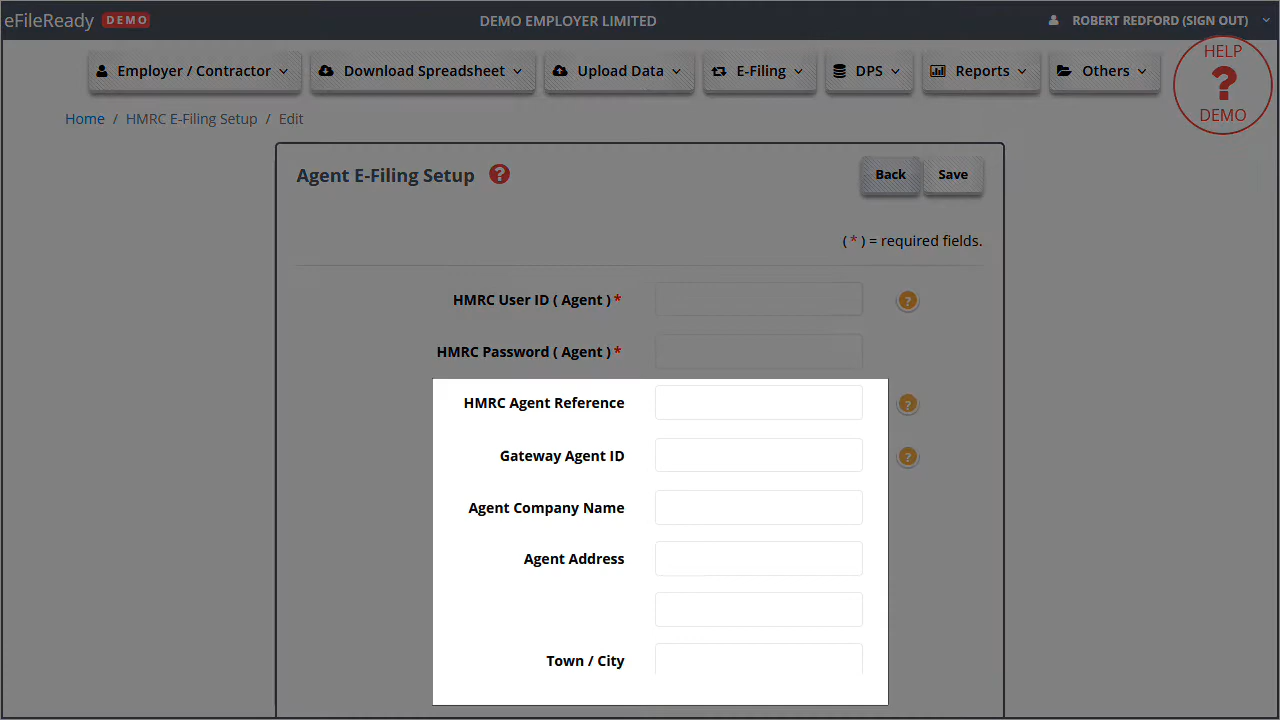 eFileReady DEMO DEMO EMPLOYER LIMITED ROBERT REDFORD (SIGN OUT)
Employer / Contractor Download Spreadsheet Upload Data E-Filing DPS Reports Others
HELP
?
DEMO
Home / HMRC E-Filing Setup / Edit
Agent E-Filing Setup ? Back Save
( * ) = required fields.
HMRC User ID ( Agent ) * ?
HMRC Password ( Agent ) *
HMRC Agent Reference ?
Gateway Agent ID ?
Agent Company Name
Agent Address
Town / City